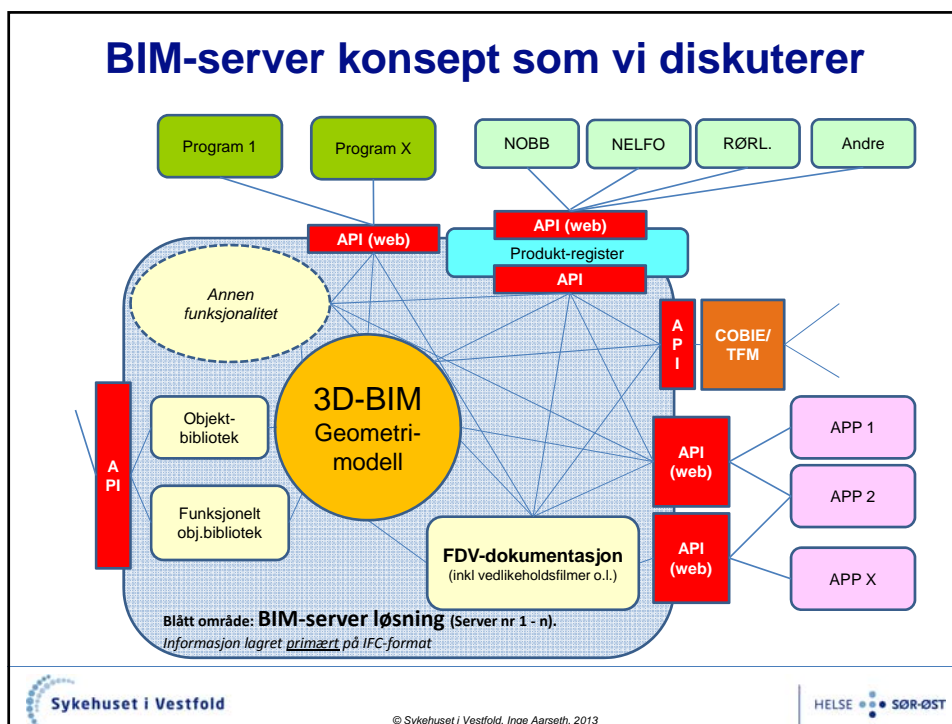 BIM-server konsept som vi diskuterer
Program 1
Program X
NOBB
NELFO
RØRL.
Andre
API (web)
API (web)
Produkt-register
API
Annen
funksjonalitet
A
P
I
COBIE/
TFM
3D-BIM
Geometri-
modell
Objekt-
bibliotek
A
PI
Funksjonelt
obj.bibliotek
API
(web)
APP 1
APP 2
FDV-dokumentasjon
(inkl vedlikeholdsfilmer o.l.)
API
(web)
APP X
Blått område: BIM-server løsning (Server nr 1 - n).
Informasjon lagret primært på IFC-format
Sykehuset i Vestfold
© Sykehuset i Vestfold, Inge Aarseth, 2013
HELSE SØR-ØST